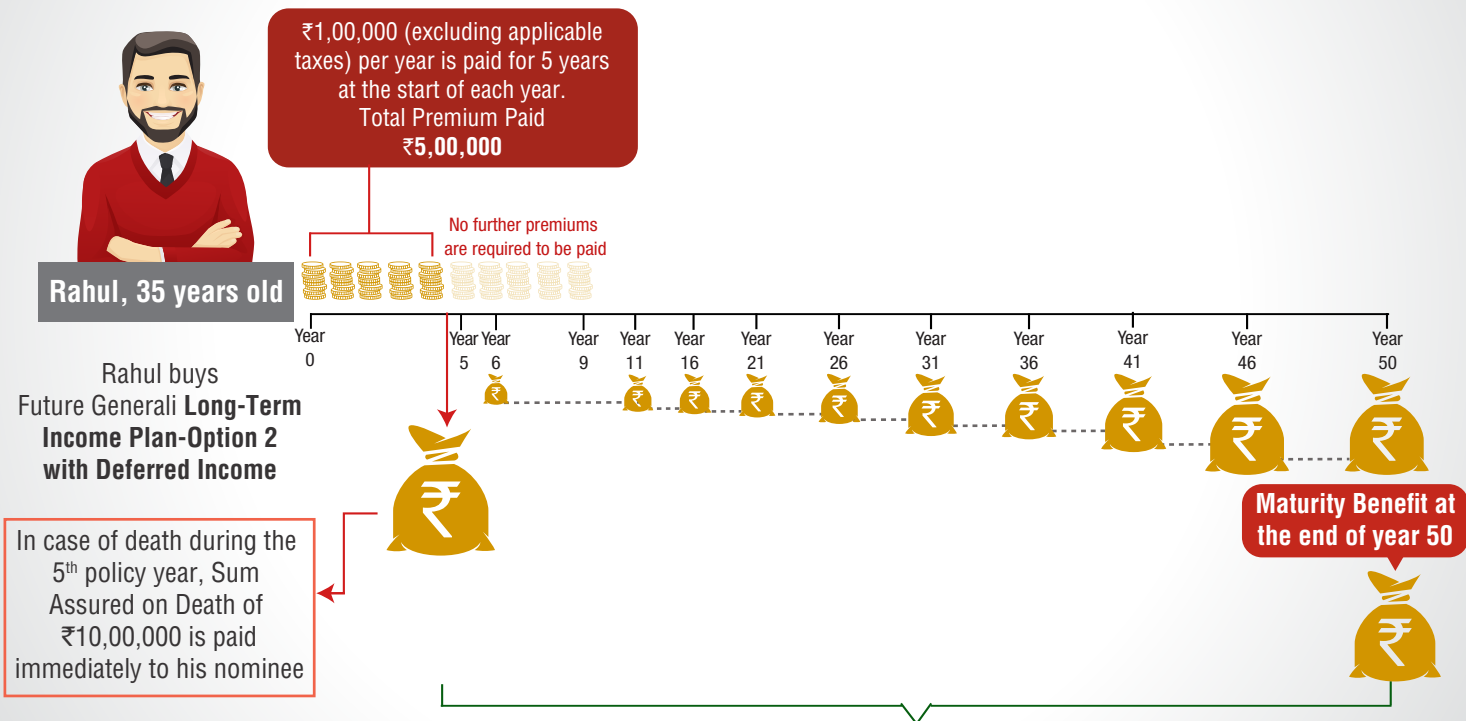 ₹1,00,000 (excluding applicable
taxes) per year is paid for 5 years
at the start of each year.
Total Premium Paid
₹5,00,000
No further premiums
are required to be paid
Rahul, 35 years old
Year 0
Year 5
Year 6
Year 9
Year 11
Year 16
Year 21
Year 26
Year 31
Year 36
Year 41
Year 46
Year 50
Rahul buys
Future Generali Long-Term
Income Plan-Option 2
with Deferred Income
In case of death during the
5th policy year, Sum
Assured on Death of
₹10,00,000 is paid
immediately to his nominee
Maturity Benefit at
the end of year 50